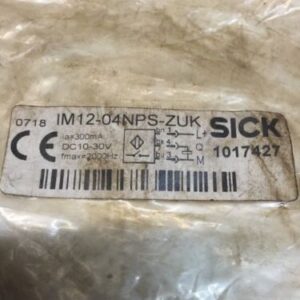 0718 IM12-04NPS-ZUK SICK
CE Ia=300mA L+
DC10-30V Q 1017427
fmax=2000Hz M